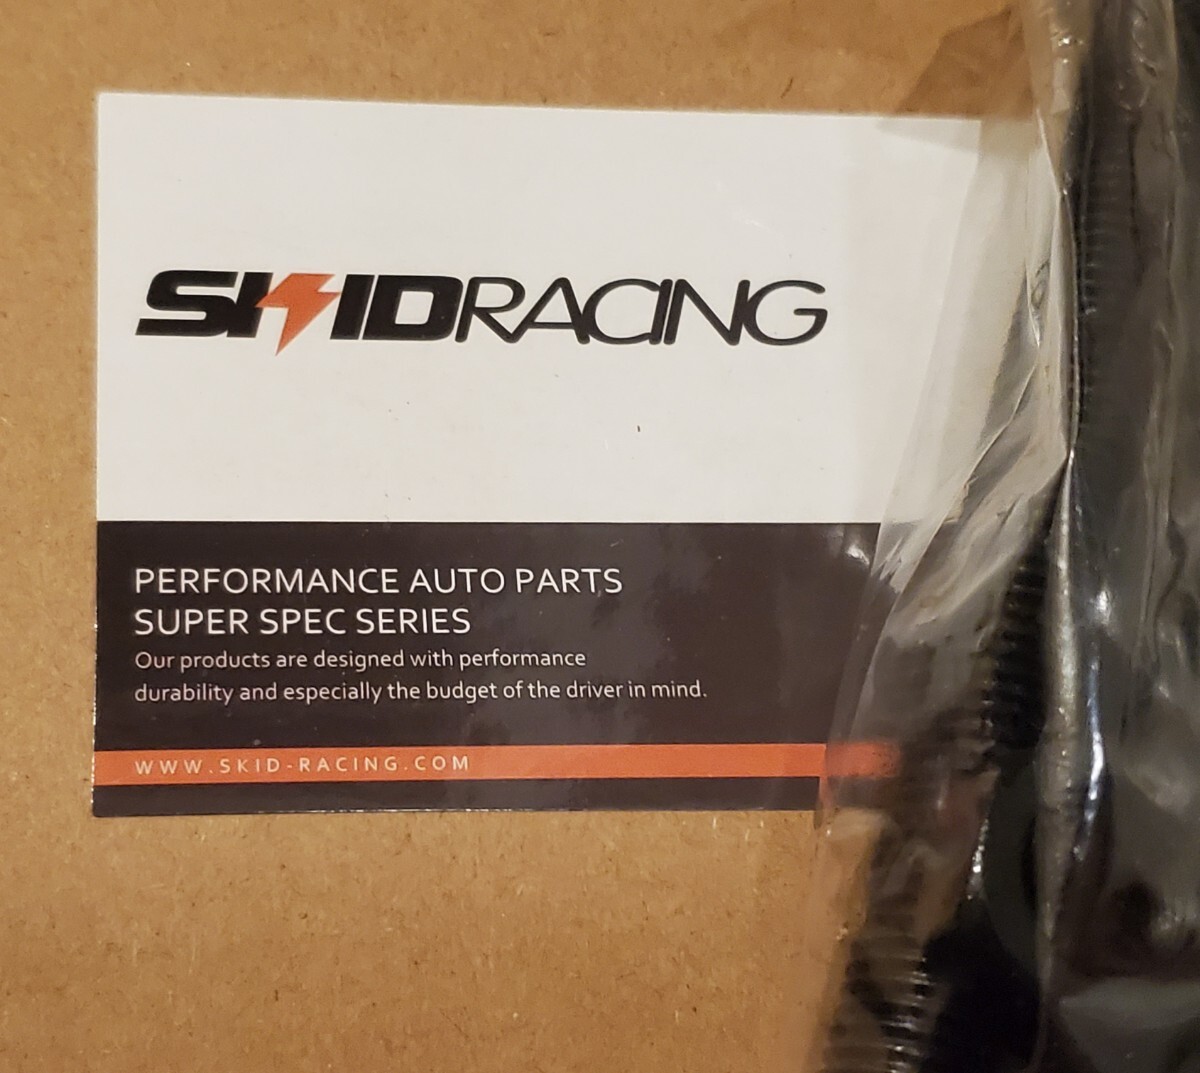 SKIDRACING
PERFORMANCE AUTO PARTS
SUPER SPEC SERIES
Our products are designed with performance
durability and especially the budget of the driver in mind.
WWW.SKID-RACING.COM